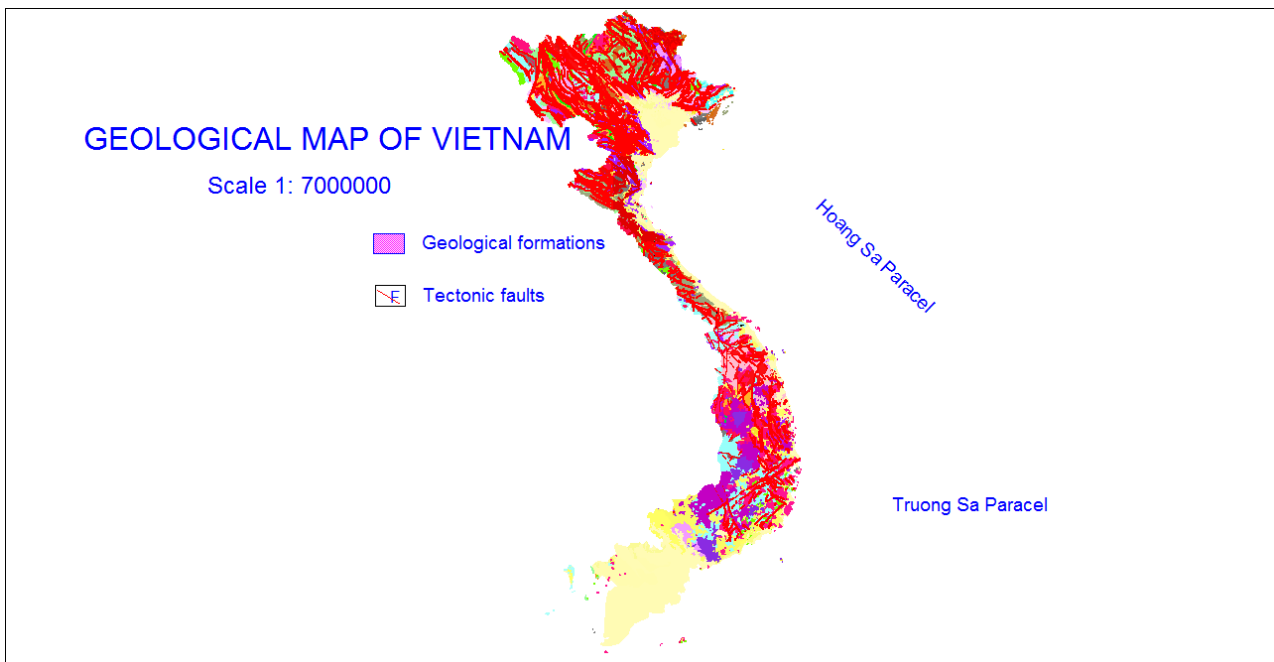 GEOLOGICAL MAP OF VIETNAM
Scale 1: 7000000
Geological formations
F
Tectonic faults
Hoang Sa Paracel
Truong Sa Paracel